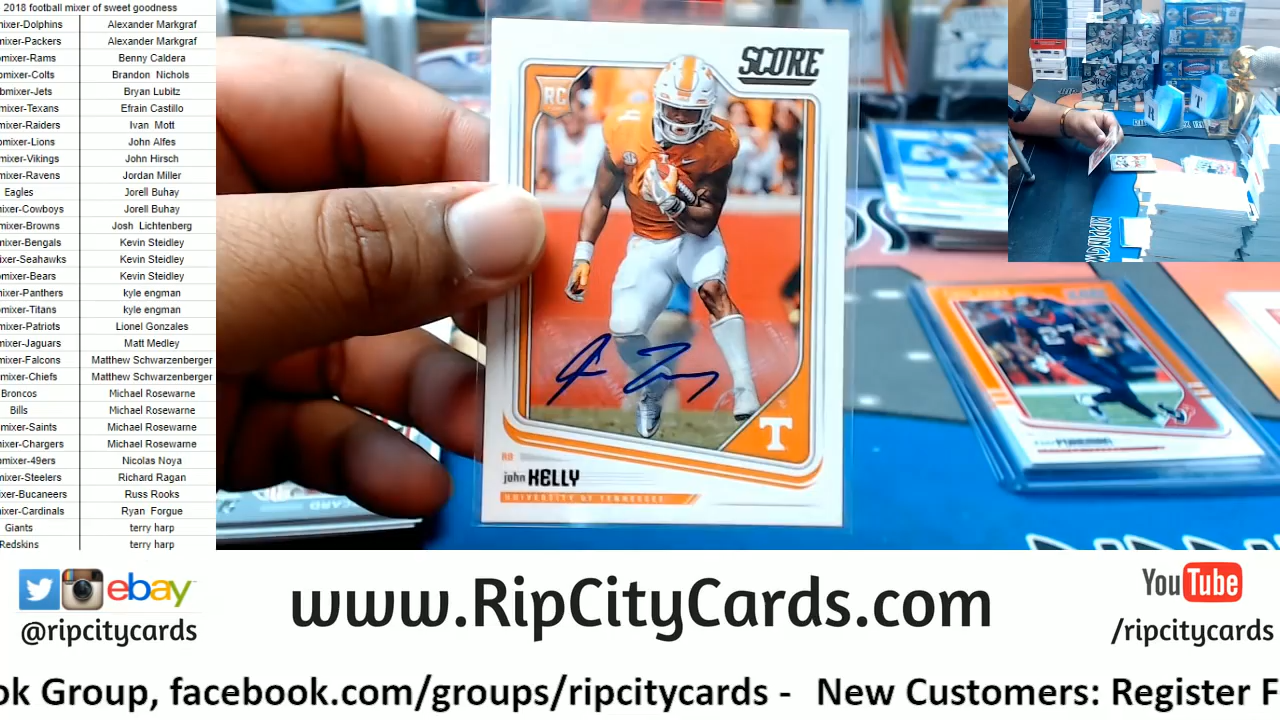 2018 football mixer of sweet goodness
mixer-Dolphins Alexander Markgraf
mixer-Packers Alexander Markgraf
mixer-Rams Benny Caldera
mixer-Colts Brandon Nichols
bmixer-Jets Bryan Lubitz
mixer-Texans Efrain Castillo
mixer-Raiders Ivan Mott
mixer-Lions John Alfes
mixer-Vikings John Hirsch
mixer-Ravens Jordan Miller
Eagles Jorell Buhay
mixer-Cowboys Jorell Buhay
mixer-Browns Josh Lichtenberg
mixer-Bengals Kevin Steidley
mixer-Seahawks Kevin Steidley
mixer-Bears Kevin Steidley
mixer-Panthers kyle engman
mixer-Titans kyle engman
mixer-Patriots Lionel Gonzales
mixer-Jaguars Matt Medley
mixer-Falcons Matthew Schwarzenberger
mixer-Chiefs Matthew Schwarzenberger
Broncos Michael Rosewarne
Bills Michael Rosewarne
mixer-Saints Michael Rosewarne
mixer-Chargers Michael Rosewarne
mixer-49ers Nicolas Noya
mixer-Steelers Richard Ragan
xer-Bucaneers Russ Rooks
mixer-Cardinals Ryan Forgue
Giants terry harp
Redskins terry harp
SCORE
RC
4
T
T
RB
john KELLY
UNIVERSITY OF TENNESSEE
27
ebay
@ripcitycards
www.RipCityCards.com
YouTube
/ripcitycards
ok Group, facebook.com/groups/ripcitycards - New Customers: Register F